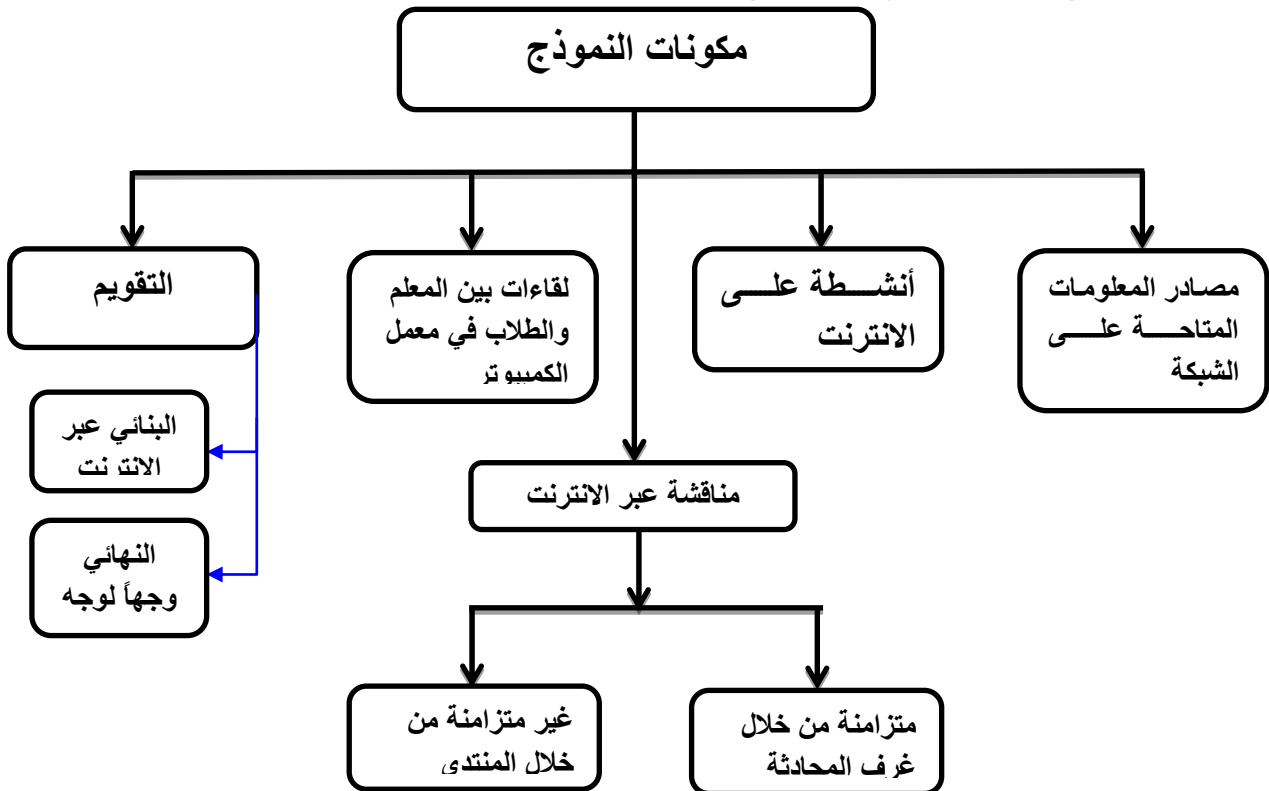 مكونات النموذج
مصادر المعلومات
المتاحة على
الشبكة
أنشطة على
الانترنت
لقاءات بين المعلم
والطلاب في معمل
الكمبيوتر
التقويم
البنائي عبر
الانترنت
النهائي
وجهاً لوجه
مناقشة عبر الانترنت
متزامنة من خلال
غرف المحادثة
غير متزامنة من
خلال المنتدى